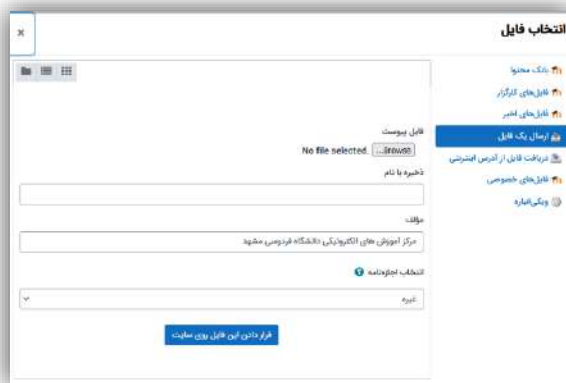 انتخاب فایل
×
بانک محتوا
فایل‌های کارگزار
فایل‌های اخیر
ارسال یک فایل
دریافت فایل از آدرس اینترنتی
فایل‌های خصوصی
ویکی‌انباره
فایل پیوست
Browse... No file selected.
ذخیره با نام
مؤلف
مرکز آموزش های الکترونیکی دانشگاه فردوسی مشهد
انتخاب اجازه‌نامه
غیره
قرار دادن این فایل روی سایت